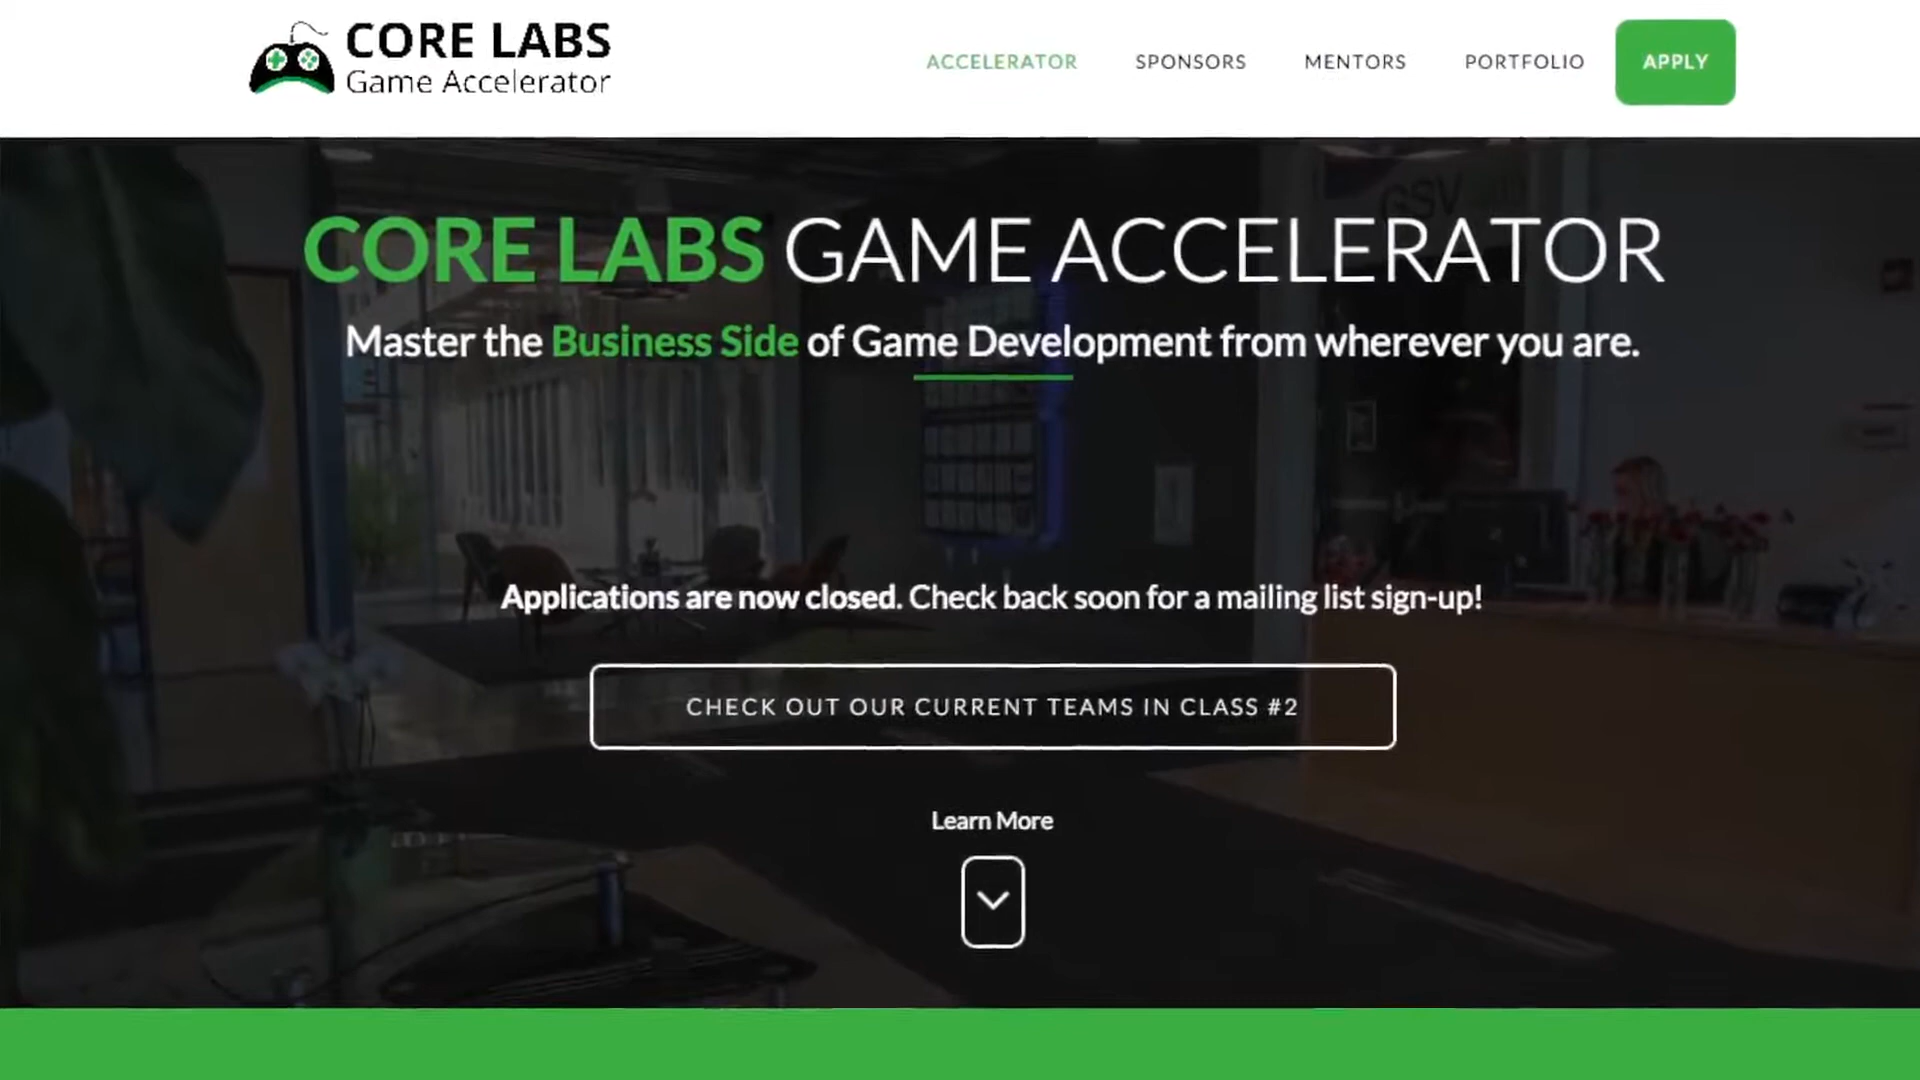 CORE LABS
Game Accelerator
ACCELERATOR
SPONSORS
MENTORS
PORTFOLIO
APPLY
GSV
CORE LABS GAME ACCELERATOR
Master the Business Side of Game Development from wherever you are.
Applications are now closed. Check back soon for a mailing list sign-up!
CHECK OUT OUR CURRENT TEAMS IN CLASS #2
Learn More